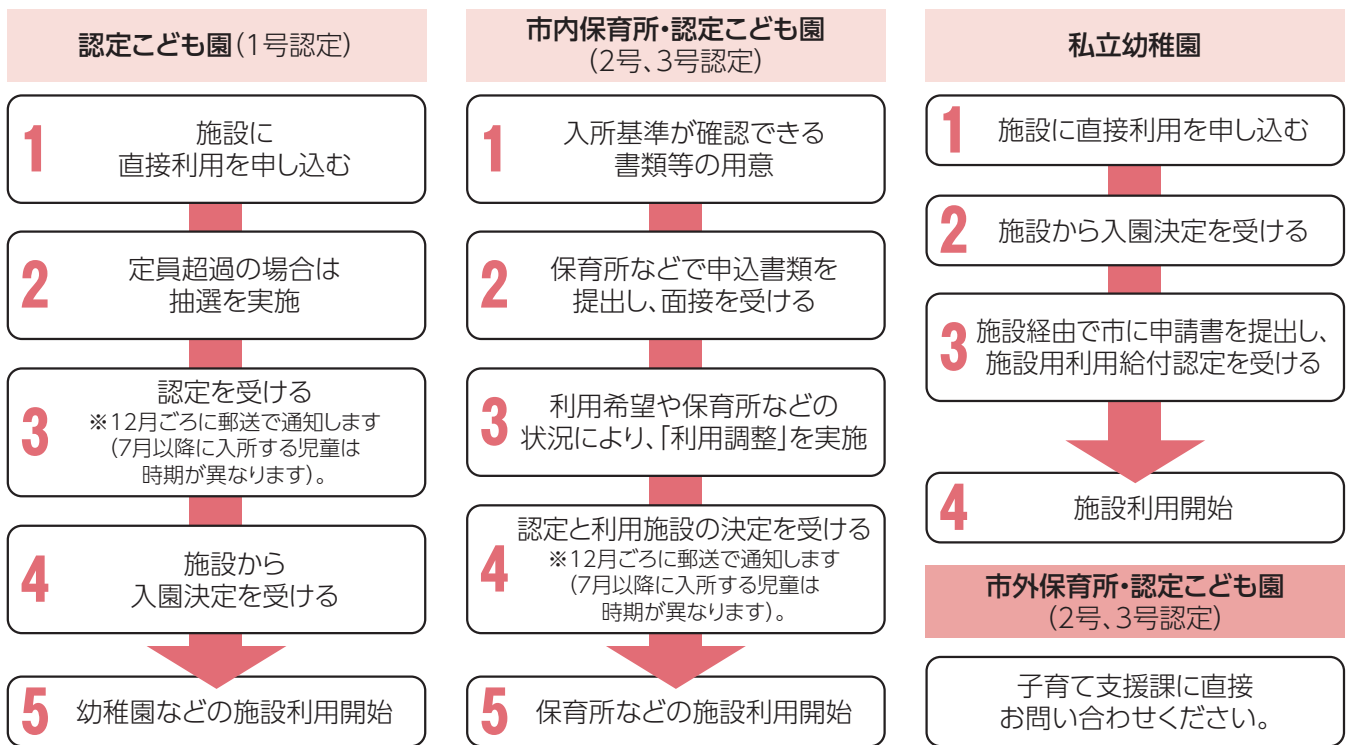 認定こども園(1号認定)
1
施設に
直接利用を申し込む
2
定員超過の場合は
抽選を実施
3
認定を受ける
※12月ごろに郵送で通知します
(7月以降に入所する児童は
時期が異なります)。
4
施設から
入園決定を受ける
5
幼稚園などの施設利用開始
市内保育所・認定こども園
(2号、3号認定)
1
入所基準が確認できる
書類等の用意
2
保育所などで申込書類を
提出し、面接を受ける
3
利用希望や保育所などの
状況により、「利用調整」を実施
4
認定と利用施設の決定を受ける
※12月ごろに郵送で通知します
(7月以降に入所する児童は
時期が異なります)。
5
保育所などの施設利用開始
私立幼稚園
1
施設に直接利用を申し込む
2
施設から入園決定を受ける
3
施設経由で市に申請書を提出し、
施設用利用給付認定を受ける
4
施設利用開始
市外保育所・認定こども園
(2号、3号認定)
子育て支援課に直接
お問い合わせください。